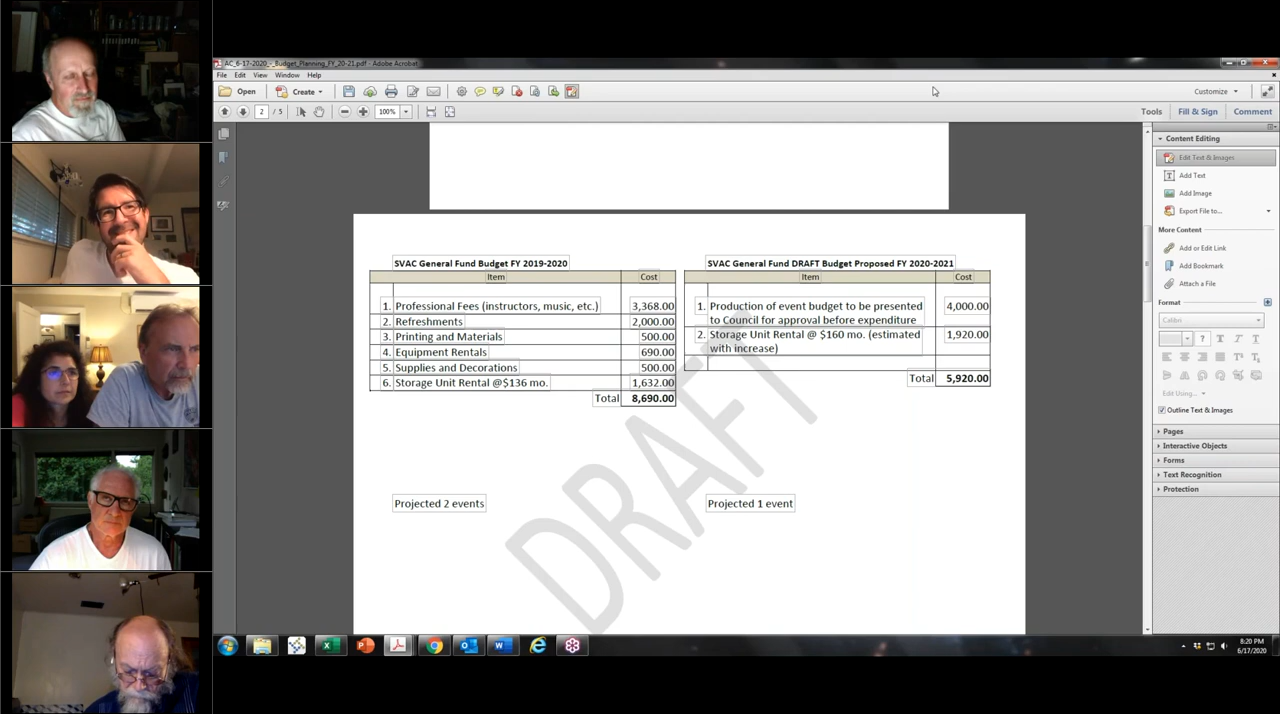 AC_6-17-2020_-_Budget_Planning_FY_20-21.pdf - Adobe Acrobat
File Edit View Window Help
Open Create Customize
2 / 5 100% Tools Fill & Sign Comment
Content Editing
Edit Text & Images
Add Text
Add Image
Export File to...
More Content
Add or Edit Link
Add Bookmark
Attach a File
Format
Calibri
Edit Using...
Outline Text & Images
Pages
Interactive Objects
Forms
Text Recognition
Protection
SVAC General Fund Budget FY 2019-2020
Item Cost
1. Professional Fees (instructors, music, etc.) 3,368.00
2. Refreshments 2,000.00
3. Printing and Materials 500.00
4. Equipment Rentals 690.00
5. Supplies and Decorations 500.00
6. Storage Unit Rental @$136 mo. 1,632.00
Total 8,690.00
Projected 2 events
SVAC General Fund DRAFT Budget Proposed FY 2020-2021
Item Cost
1. Production of event budget to be presented 4,000.00
to Council for approval before expenditure
2. Storage Unit Rental @ $160 mo. (estimated 1,920.00
with increase)
Total 5,920.00
Projected 1 event
DRAFT
8:20 PM
6/17/2020